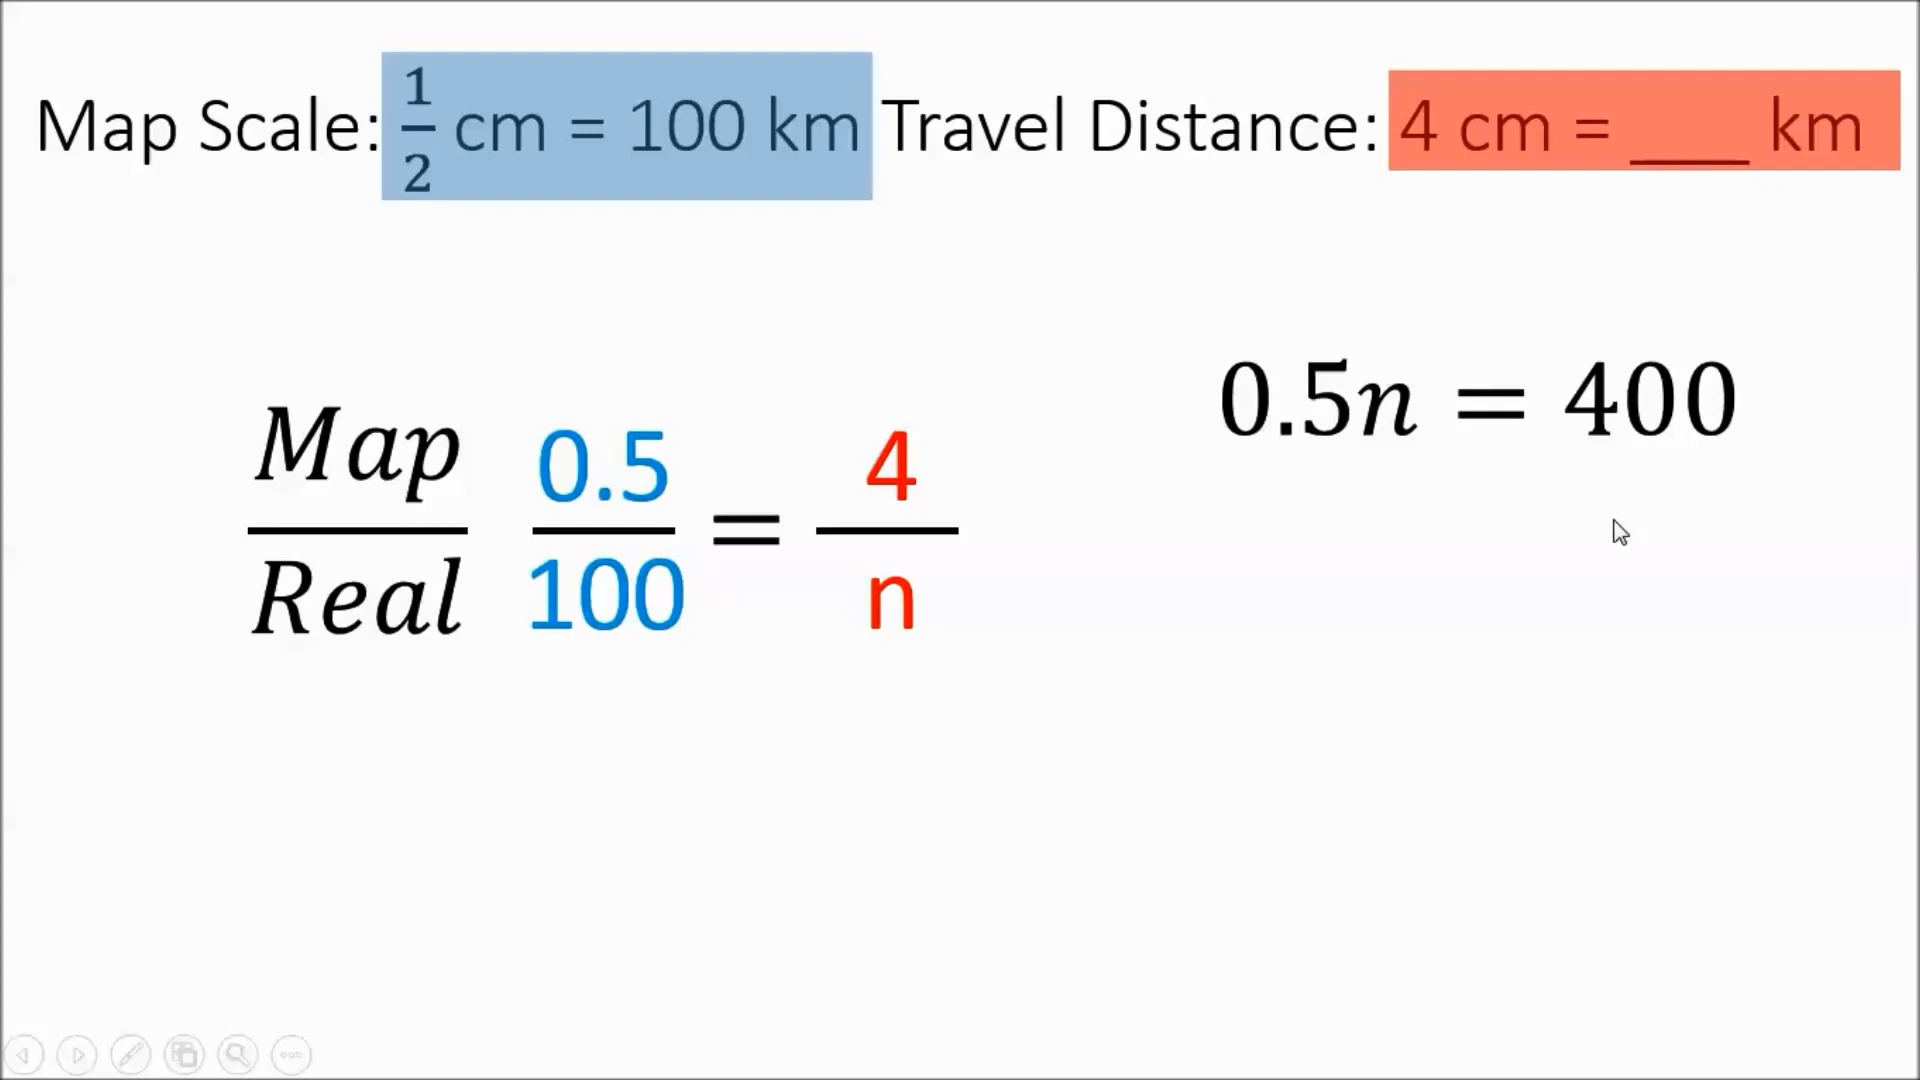 Map Scale: 1/2 cm = 100 km Travel Distance: 4 cm = ____ km
0.5n = 400
Map/Real 0.5/100 = 4/n